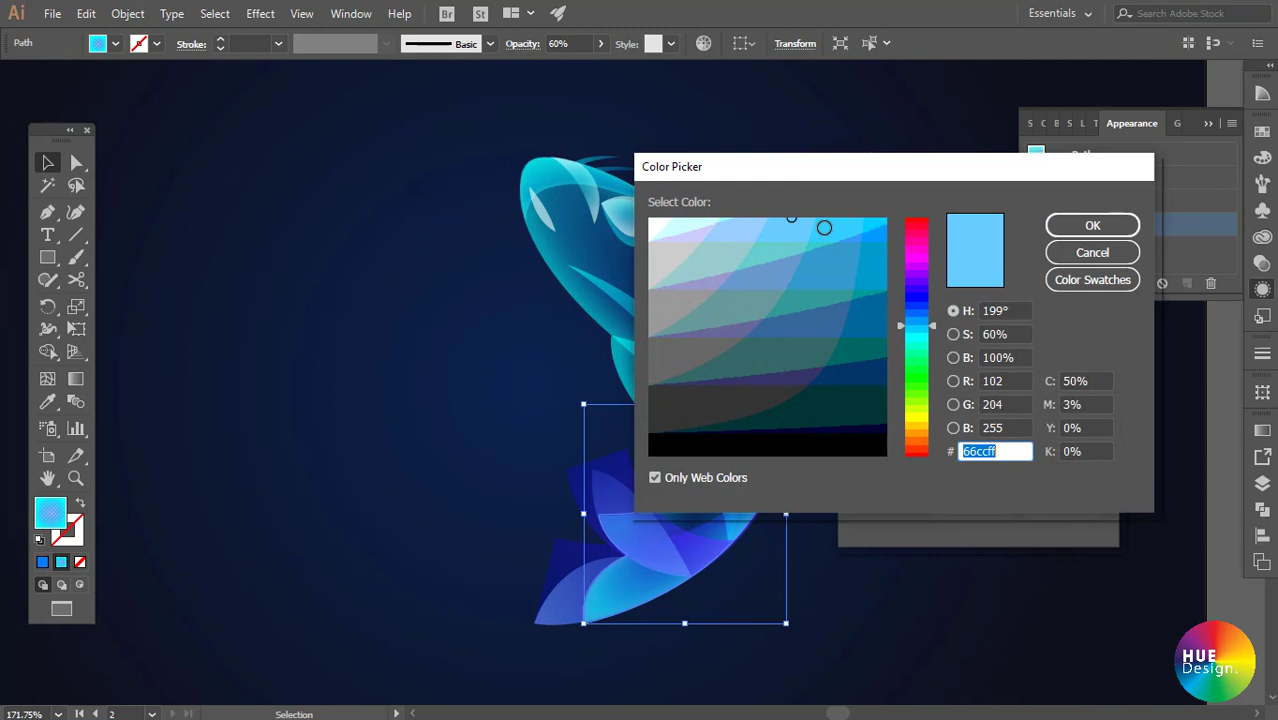 Ai File Edit Object Type Select Effect View Window Help Br St Essentials Search Adobe Stock
Path Stroke: Basic Opacity: 60% Style: Transform
S C B S L T Appearance G
Color Picker
Select Color:
OK
Cancel
Color Swatches
H: 199°
S: 60%
B: 100%
R: 102 C: 50%
G: 204 M: 3%
B: 255 Y: 0%
# 66ccff K: 0%
Only Web Colors
HUE
Design.
171.75% 2 Selection